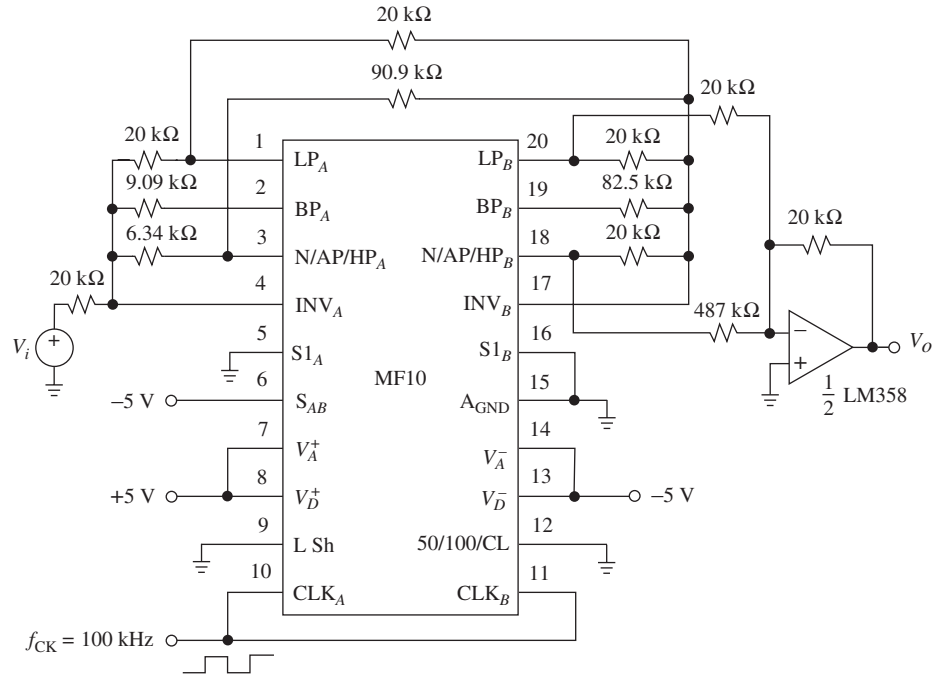 20 kΩ
90.9 kΩ
20 kΩ
20 kΩ
1
LP_A
20
LP_B
20 kΩ
9.09 kΩ
2
BP_A
19
BP_B
82.5 kΩ
6.34 kΩ
3
N/AP/HP_A
18
N/AP/HP_B
20 kΩ
20 kΩ
20 kΩ
4
INV_A
17
INV_B
V_i
+
5
S1_A
16
S1_B
487 kΩ
−
+
V_O
1/2 LM358
MF10
−5 V
6
S_AB
15
A_GND
7
V_A^+
14
V_A^−
+5 V
8
V_D^+
13
V_D^−
−5 V
9
L Sh
12
50/100/CL
10
CLK_A
11
CLK_B
f_CK = 100 kHz